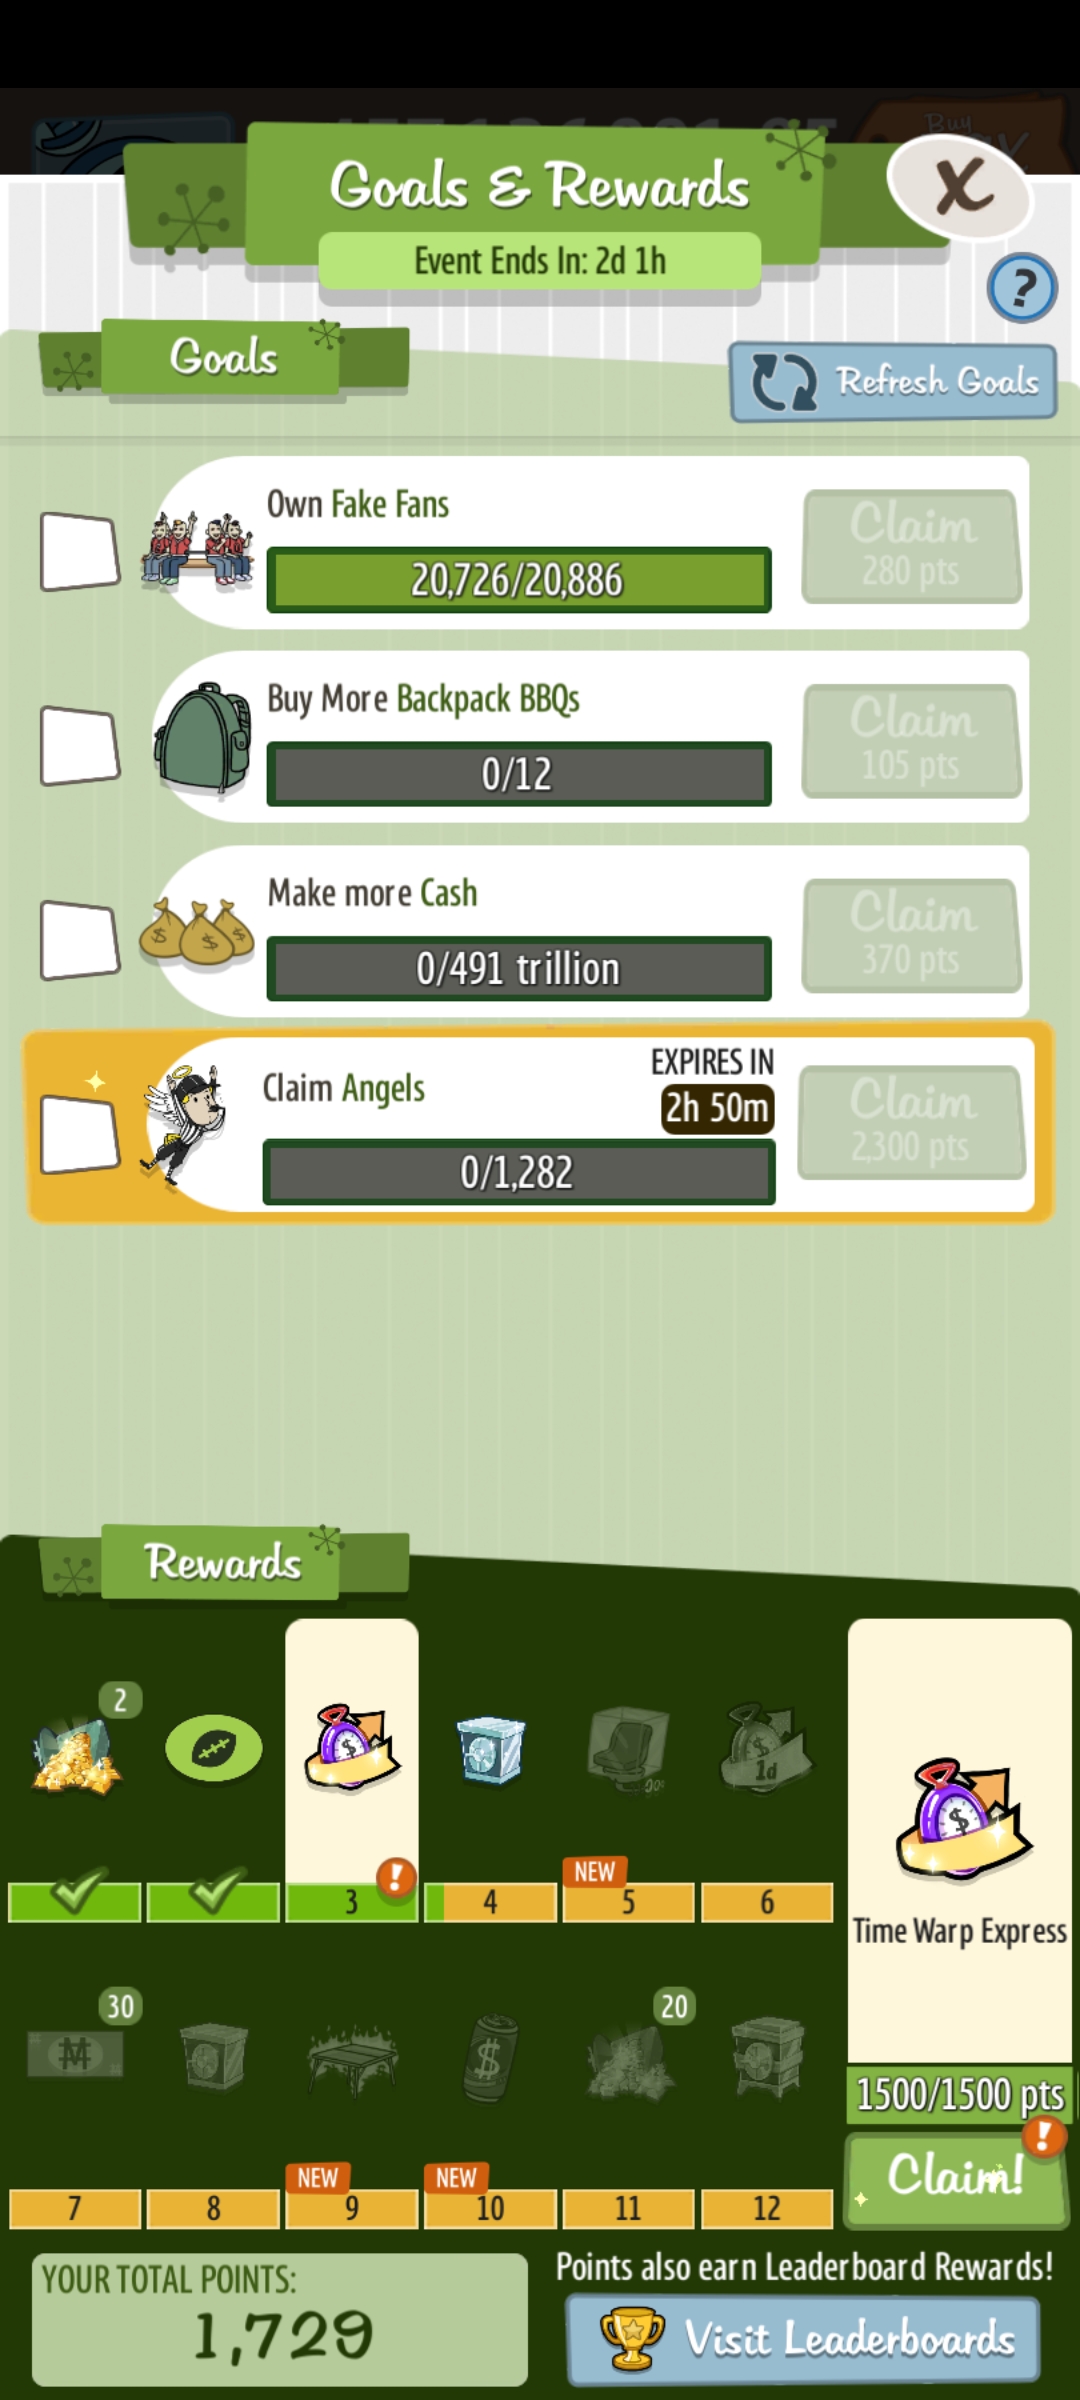 Buy
Goals & Rewards
X
Event Ends In: 2d 1h
?
Goals
Refresh Goals
Own Fake Fans
20,726/20,886
Claim
280 pts
Buy More Backpack BBQs
0/12
Claim
105 pts
Make more Cash
0/491 trillion
Claim
370 pts
Claim Angels
EXPIRES IN
2h 50m
0/1,282
Claim
2,300 pts
Rewards
2
1d
3
!
4
NEW
5
6
Time Warp Express
30
20
1500/1500 pts
!
Claim!
7
8
NEW
9
NEW
10
11
12
YOUR TOTAL POINTS:
1,729
Points also earn Leaderboard Rewards!
Visit Leaderboards